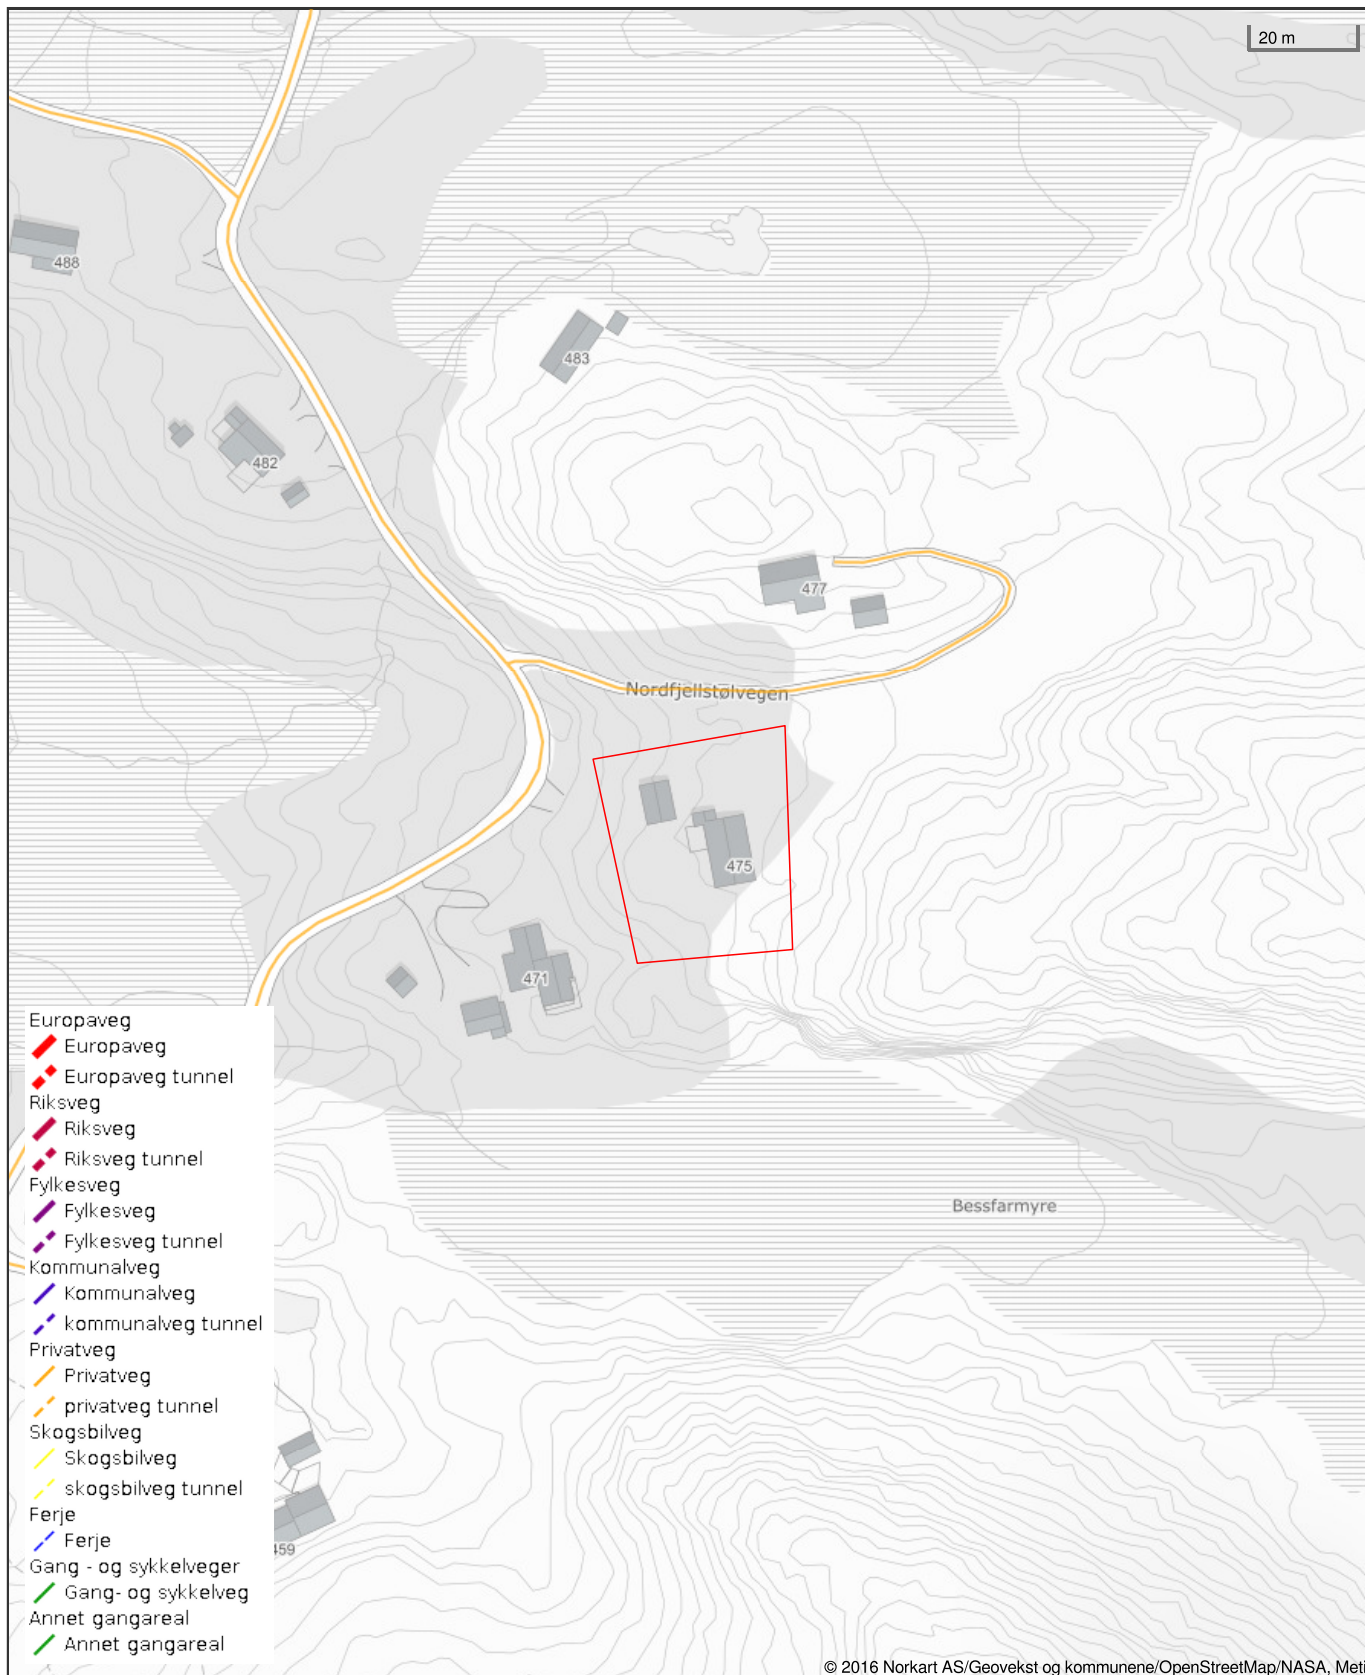 20 m
488
483
482
477
Nordfjellstølvegen
475
471
Bessfarmyre
459
Europaveg
Europaveg
Europaveg tunnel
Riksveg
Riksveg
Riksveg tunnel
Fylkesveg
Fylkesveg
Fylkesveg tunnel
Kommunalveg
Kommunalveg
kommunalveg tunnel
Privatveg
Privatveg
privatveg tunnel
Skogsbilveg
Skogsbilveg
skogsbilveg tunnel
Ferje
Ferje
Gang - og sykkelveger
Gang- og sykkelveg
Annet gangareal
Annet gangareal
© 2016 Norkart AS/Geovekst og kommunene/OpenStreetMap/NASA, Meti